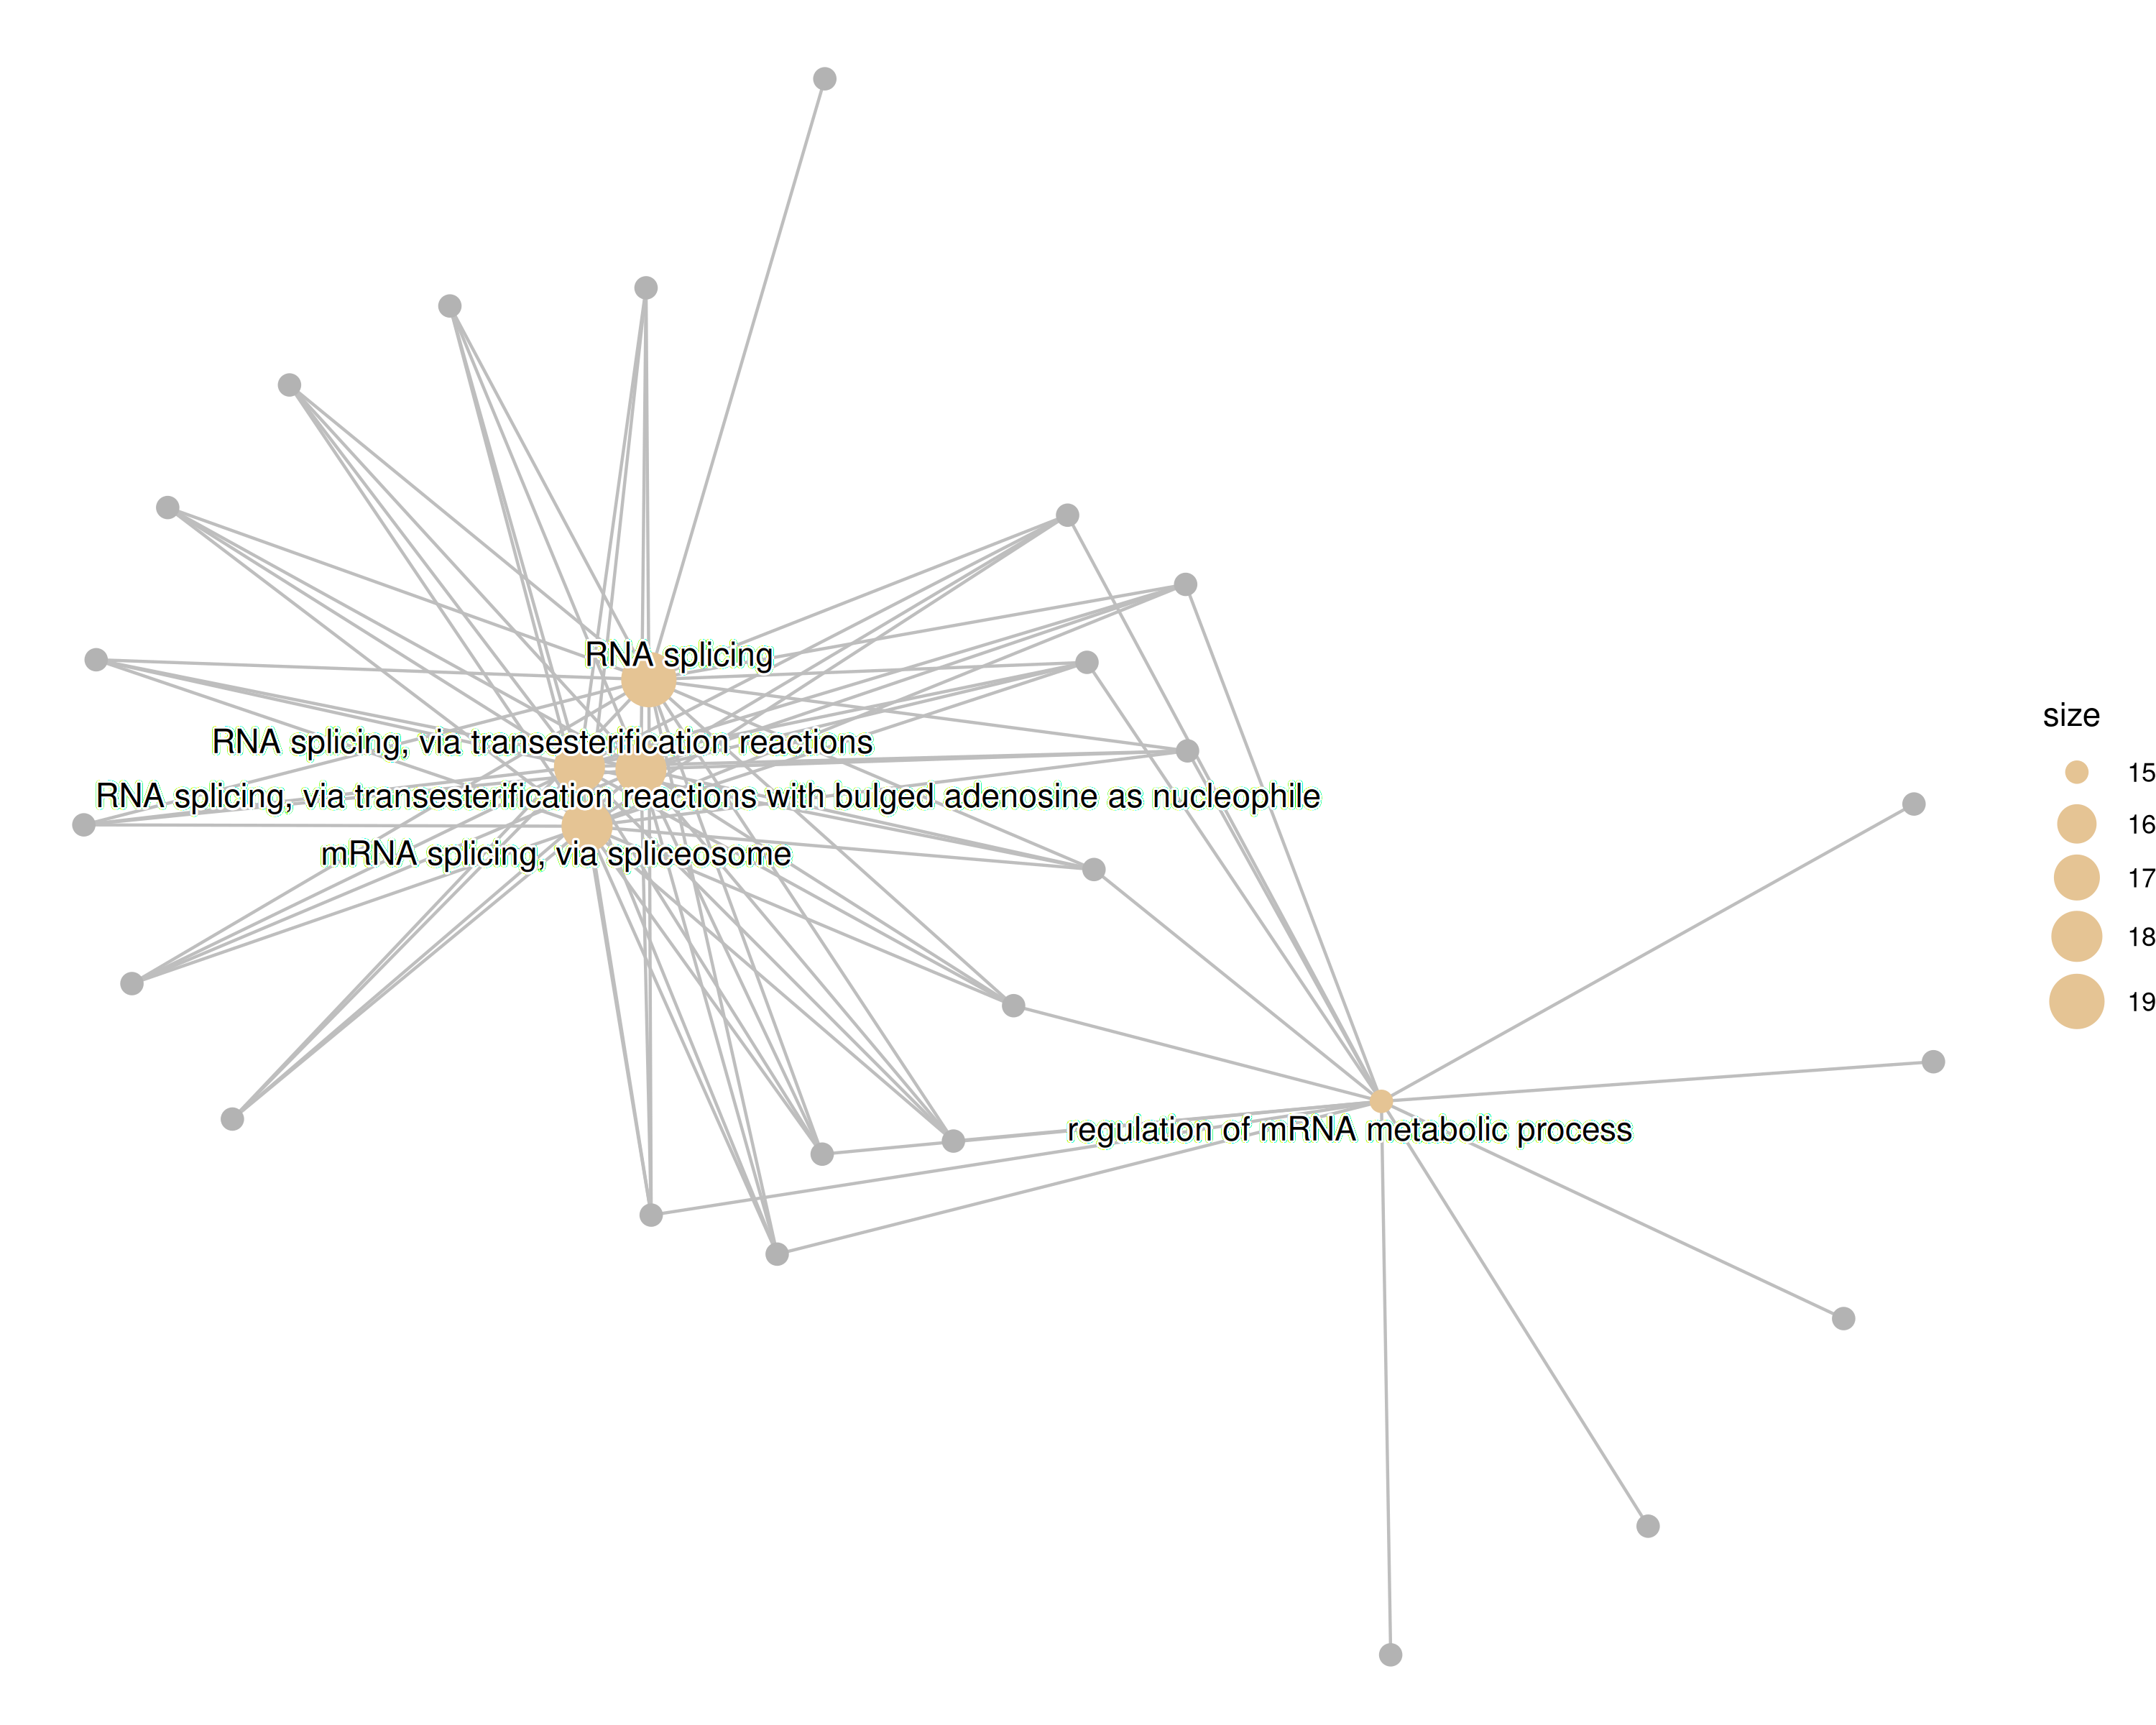 RNA splicing
RNA splicing, via transesterification reactions
RNA splicing, via transesterification reactions with bulged adenosine as nucleophile
mRNA splicing, via spliceosome
regulation of mRNA metabolic process
size
15
16
17
18
19